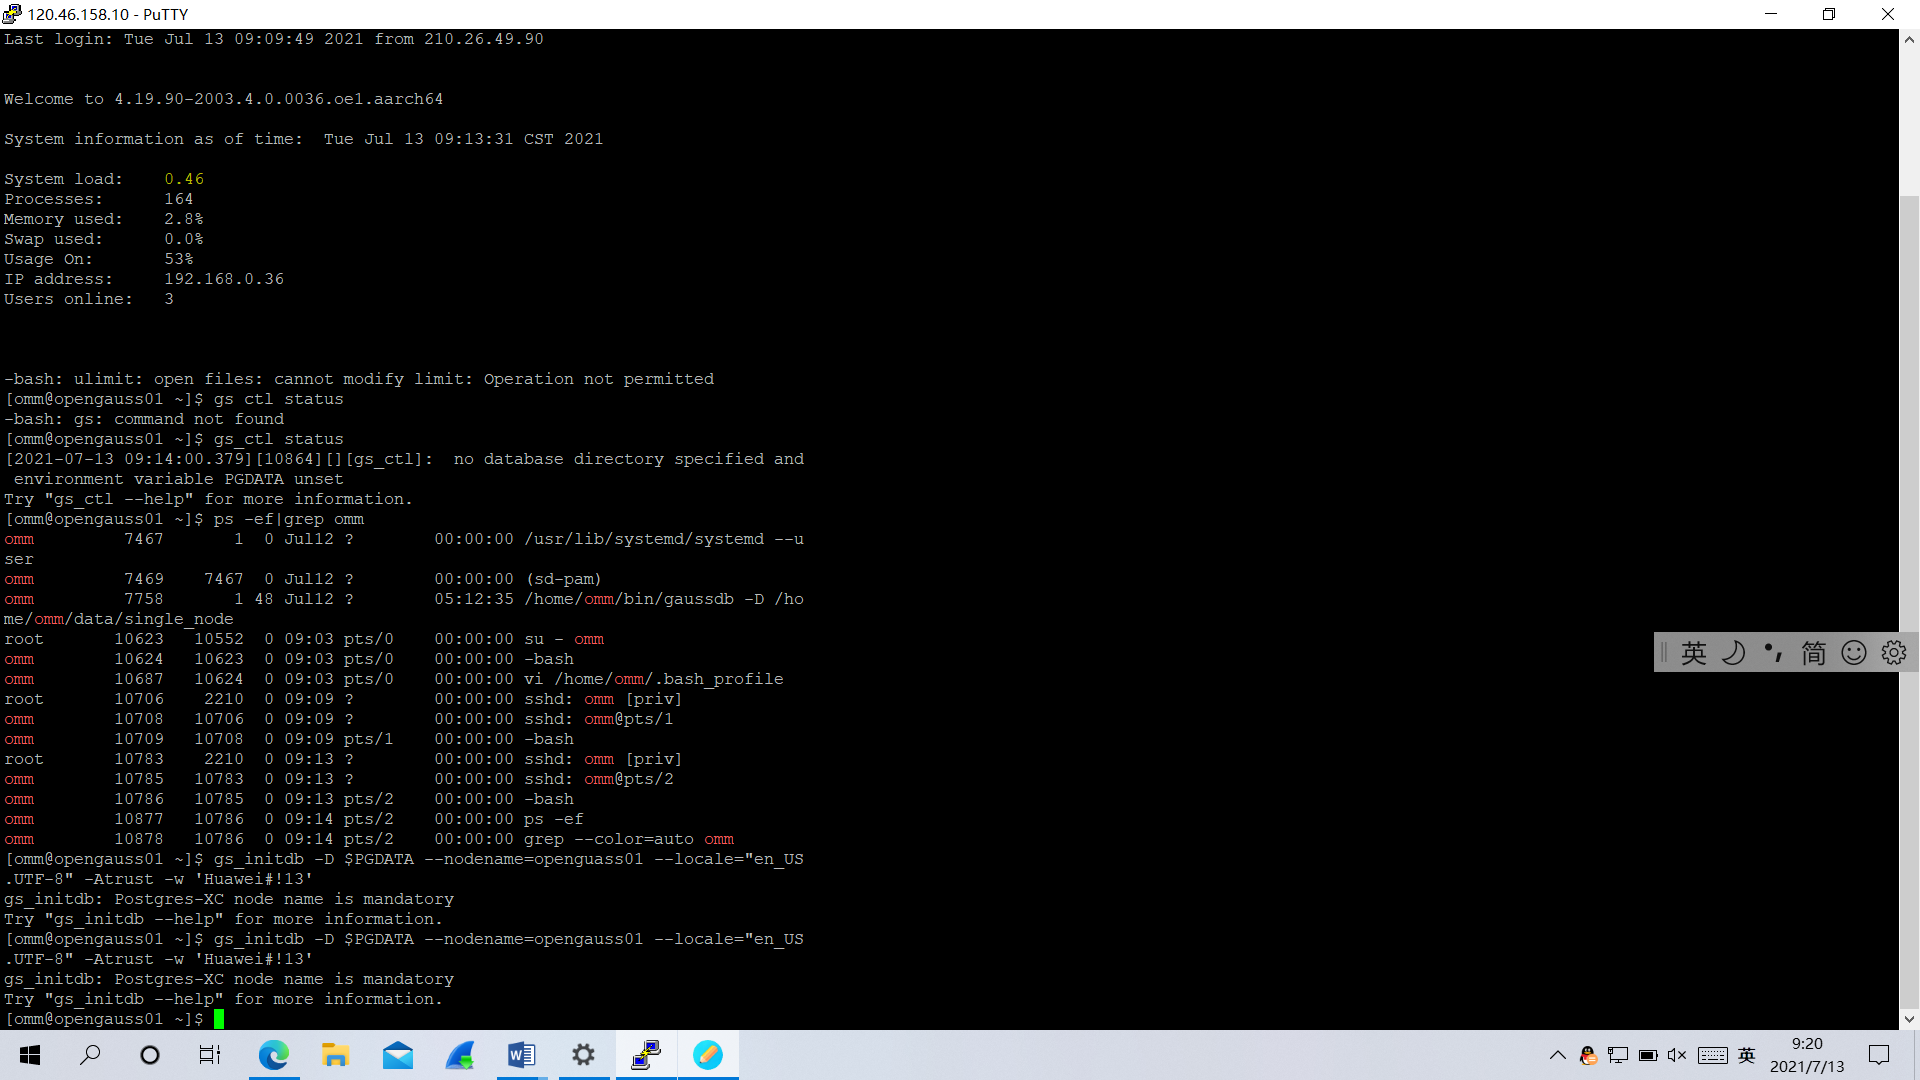 120.46.158.10 - PuTTY
Last login: Tue Jul 13 09:09:49 2021 from 210.26.49.90
Welcome to 4.19.90-2003.4.0.0036.oe1.aarch64
System information as of time:  Tue Jul 13 09:13:31 CST 2021
System load:    0.46
Processes:      164
Memory used:    2.8%
Swap used:      0.0%
Usage On:       53%
IP address:     192.168.0.36
Users online:   3
-bash: ulimit: open files: cannot modify limit: Operation not permitted
[omm@opengauss01 ~]$ gs ctl status
-bash: gs: command not found
[omm@opengauss01 ~]$ gs_ctl status
[2021-07-13 09:14:00.379][10864][][gs_ctl]:  no database directory specified and
 environment variable PGDATA unset
Try "gs_ctl --help" for more information.
[omm@opengauss01 ~]$ ps -ef|grep omm
omm         7467       1  0 Jul12 ?        00:00:00 /usr/lib/systemd/systemd --u
ser
omm         7469    7467  0 Jul12 ?        00:00:00 (sd-pam)
omm         7758       1 48 Jul12 ?        05:12:35 /home/omm/bin/gaussdb -D /ho
me/omm/data/single_node
root       10623   10552  0 09:03 pts/0    00:00:00 su - omm
omm        10624   10623  0 09:03 pts/0    00:00:00 -bash
omm        10687   10624  0 09:03 pts/0    00:00:00 vi /home/omm/.bash_profile
root       10706    2210  0 09:09 ?        00:00:00 sshd: omm [priv]
omm        10708   10706  0 09:09 ?        00:00:00 sshd: omm@pts/1
omm        10709   10708  0 09:09 pts/1    00:00:00 -bash
root       10783    2210  0 09:13 ?        00:00:00 sshd: omm [priv]
omm        10785   10783  0 09:13 ?        00:00:00 sshd: omm@pts/2
omm        10786   10785  0 09:13 pts/2    00:00:00 -bash
omm        10877   10786  0 09:14 pts/2    00:00:00 ps -ef
omm        10878   10786  0 09:14 pts/2    00:00:00 grep --color=auto omm
[omm@opengauss01 ~]$ gs_initdb -D $PGDATA --nodename=openguass01 --locale="en_US
.UTF-8" -Atrust -w 'Huawei#!13'
gs_initdb: Postgres-XC node name is mandatory
Try "gs_initdb --help" for more information.
[omm@opengauss01 ~]$ gs_initdb -D $PGDATA --nodename=opengauss01 --locale="en_US
.UTF-8" -Atrust -w 'Huawei#!13'
gs_initdb: Postgres-XC node name is mandatory
Try "gs_initdb --help" for more information.
[omm@opengauss01 ~]$
英 简
英
9:20
2021/7/13